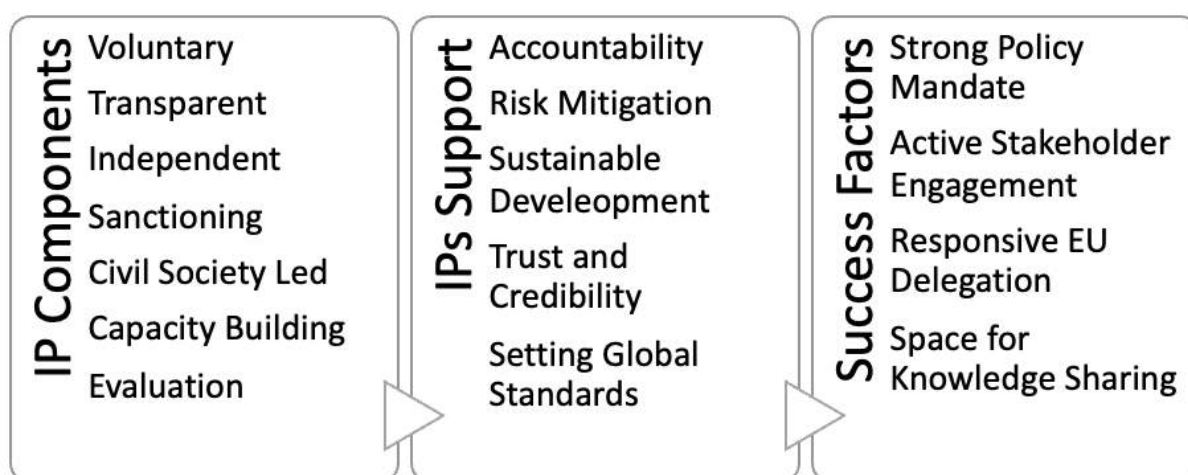 IP Components
Voluntary
Transparent
Independent
Sanctioning
Civil Society Led
Capacity Building
Evaluation
IPs Support
Accountability
Risk Mitigation
Sustainable
Develeopment
Trust and
Credibility
Setting Global
Standards
Success Factors
Strong Policy
Mandate
Active Stakeholder
Engagement
Responsive EU
Delegation
Space for
Knowledge Sharing